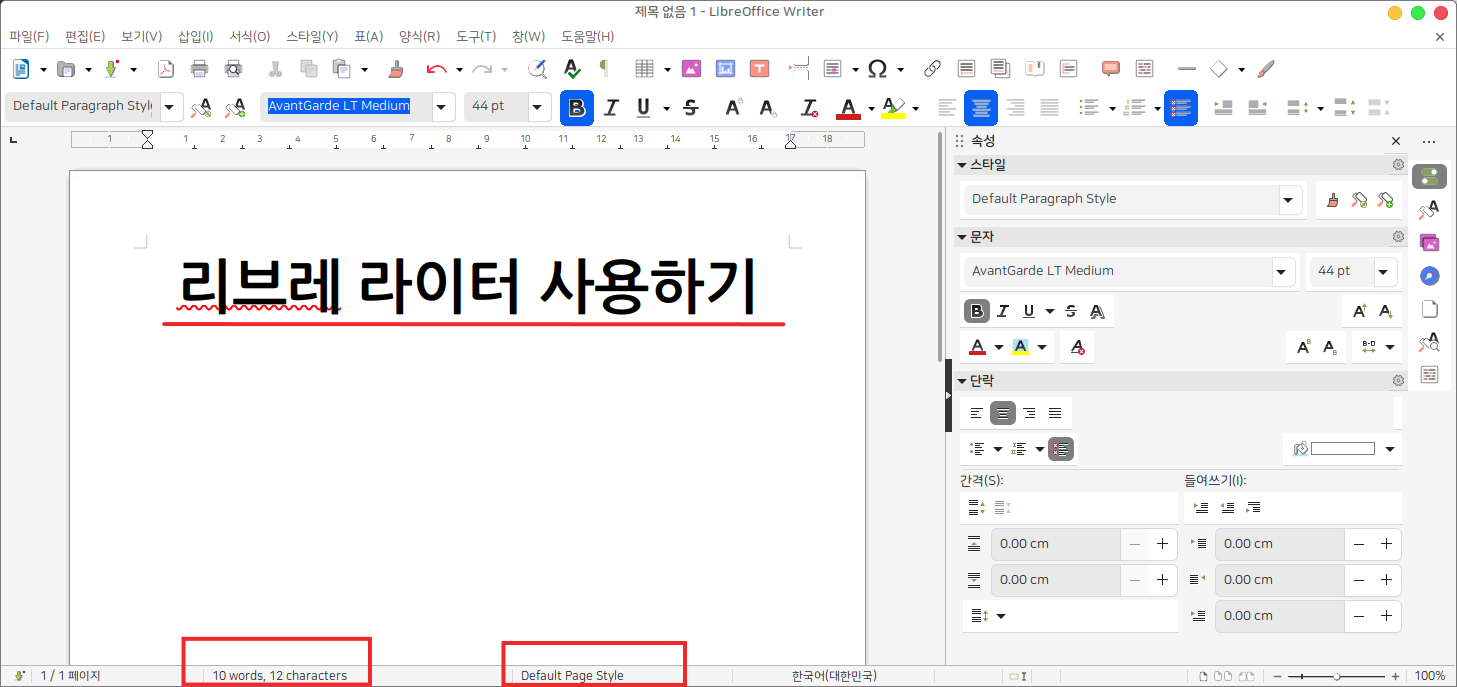 제목 없음 1 - LibreOffice Writer
파일(F) 편집(E) 보기(V) 삽입(I) 서식(O) 스타일(Y) 표(A) 양식(R) 도구(T) 창(W) 도움말(H)
Default Paragraph Styl AvantGarde LT Medium 44 pt
1 1 2 3 4 5 6 7 8 9 10 11 12 13 14 15 16 17 18
속성
스타일
Default Paragraph Style
문자
AvantGarde LT Medium 44 pt
단락
간격(S): 들여쓰기(I):
0.00 cm 0.00 cm
0.00 cm 0.00 cm
0.00 cm
리브레 라이터 사용하기
1 / 1 페이지 10 words, 12 characters Default Page Style 한국어(대한민국) 100%